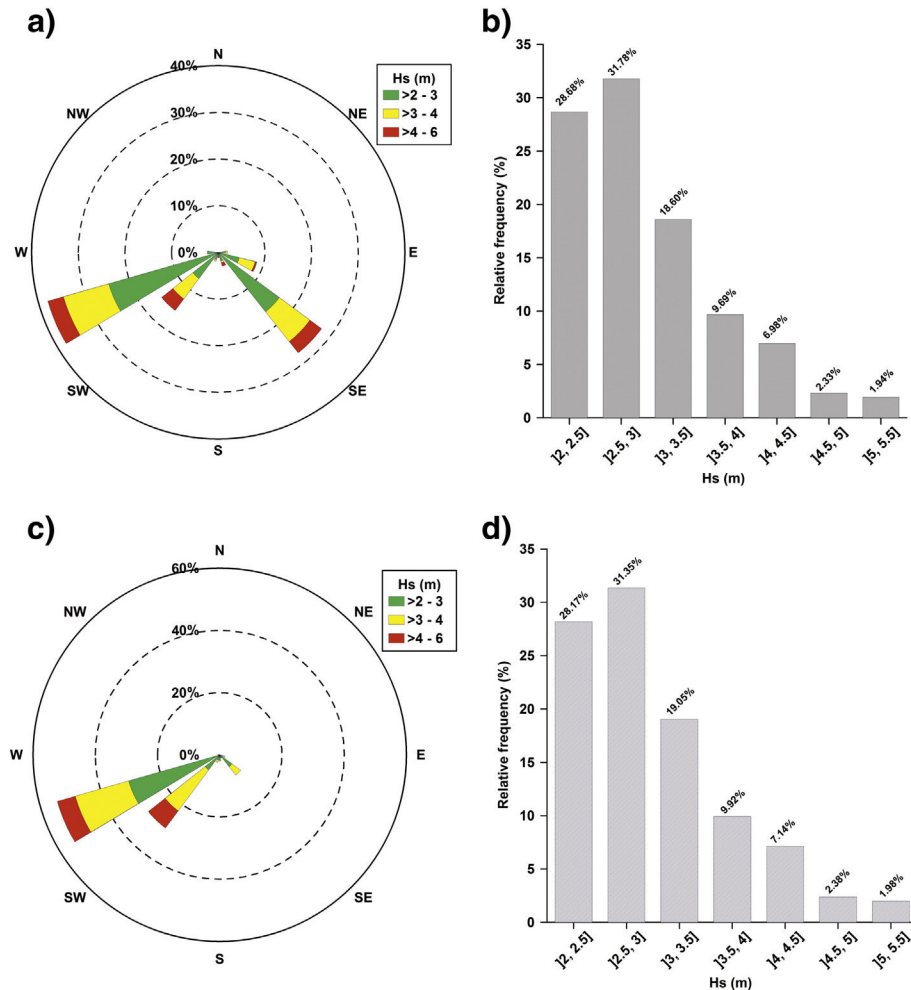 a)
N
40%
30%
20%
10%
0%
NW
NE
W
E
SW
SE
S
Hs (m)
>2 - 3
>3 - 4
>4 - 6
b)
Relative frequency (%)
35
30
25
20
15
10
5
0
28.68%
31.78%
18.60%
9.69%
6.98%
2.33%
1.94%
]2, 2.5]
]2.5, 3]
]3, 3.5]
]3.5, 4]
]4, 4.5]
]4.5, 5]
]5, 5.5]
Hs (m)
c)
N
60%
40%
20%
0%
NW
NE
W
E
SW
SE
S
Hs (m)
>2 - 3
>3 - 4
>4 - 6
d)
Relative frequency (%)
35
30
25
20
15
10
5
0
28.17%
31.35%
19.05%
9.92%
7.14%
2.38%
1.98%
]2, 2.5]
]2.5, 3]
]3, 3.5]
]3.5, 4]
]4, 4.5]
]4.5, 5]
]5, 5.5]
Hs (m)